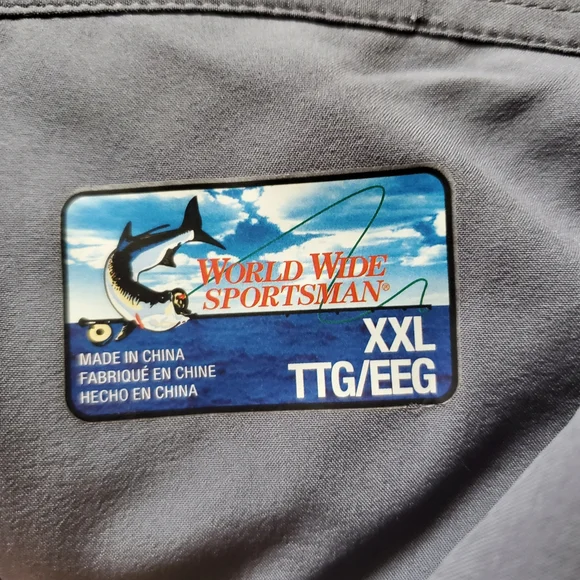 WORLD WIDE
SPORTSMAN®
XXL
TTG/EEG
MADE IN CHINA
FABRIQUÉ EN CHINE
HECHO EN CHINA